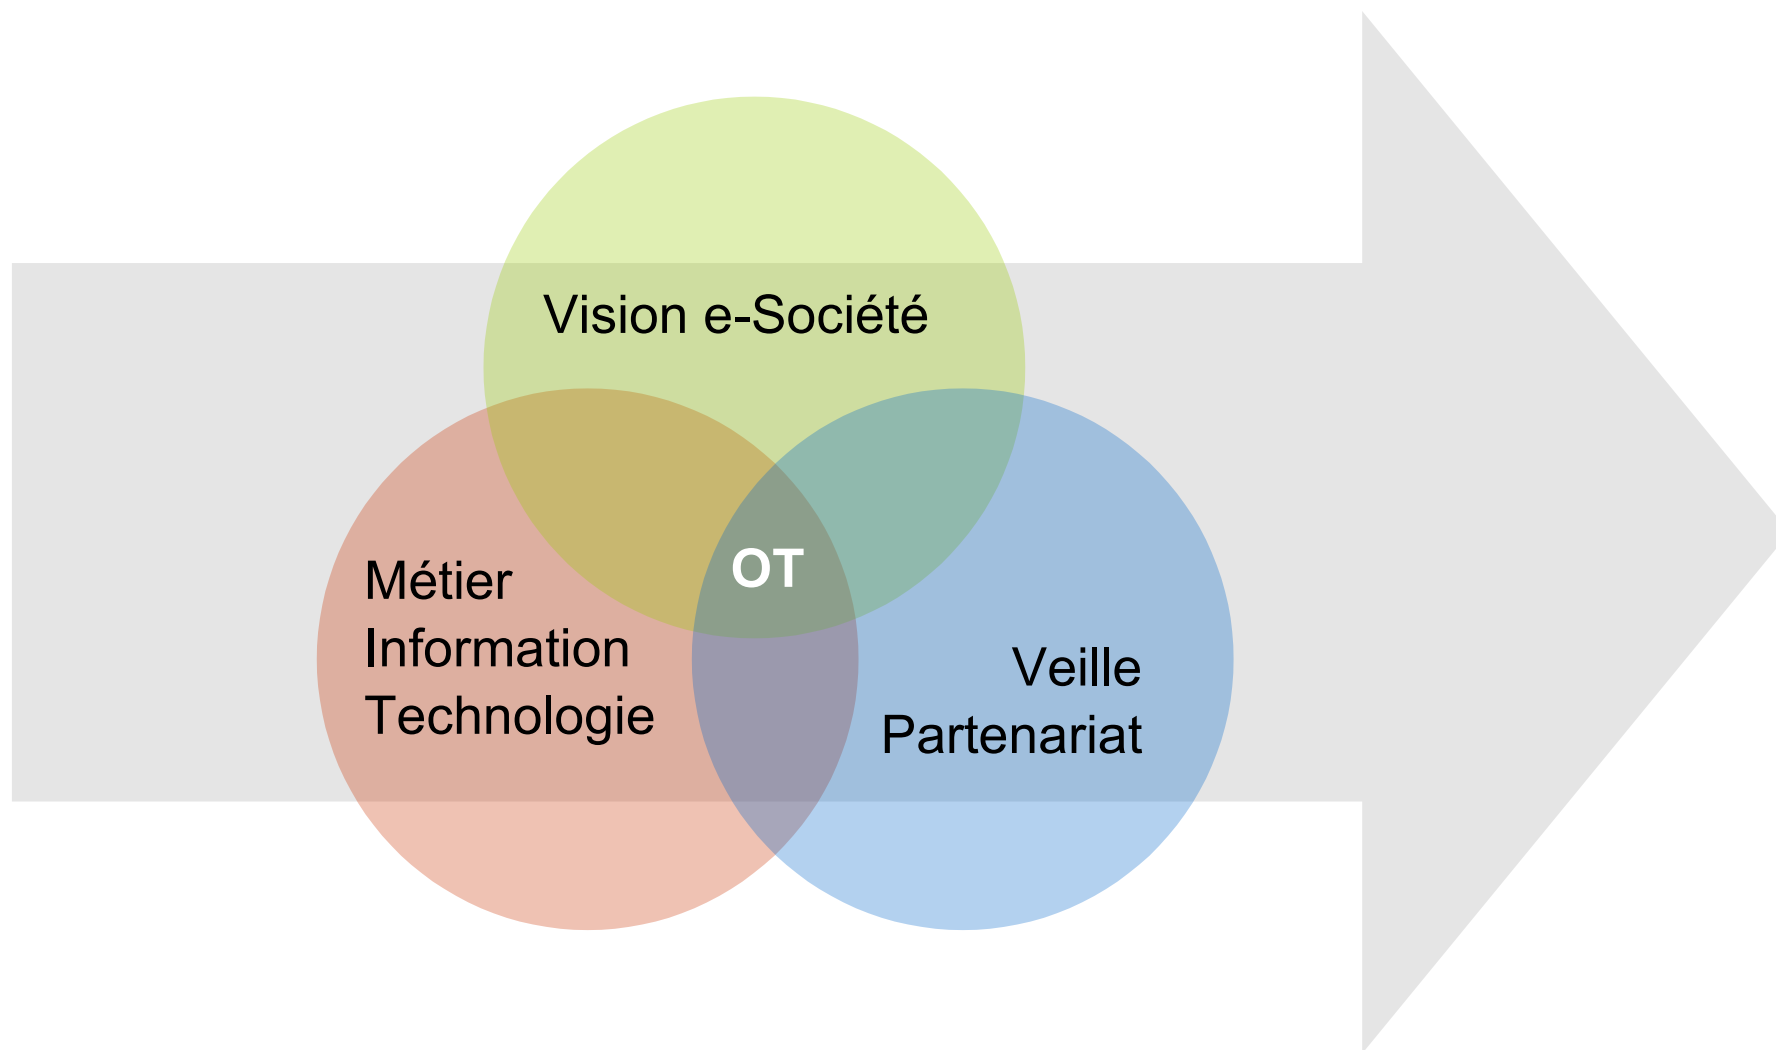 Vision e-Société
OT
Métier
Information
Technologie
Veille
Partenariat